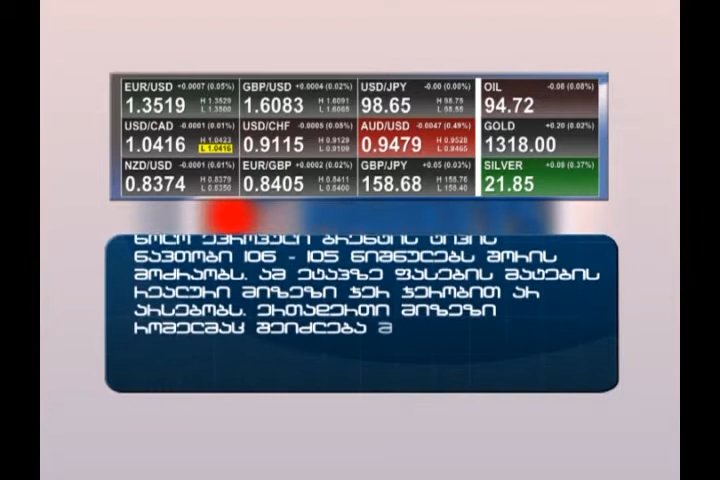 EUR/USD +0.0007 (0.05%) GBP/USD +0.0004 (0.02%) USD/JPY -0.00 (0.00%) OIL -0.08 (0.08%)
1.3519 H 1.3529 L 1.3500 1.6083 H 1.6091 L 1.6065 98.65 H 98.75 L 98.55 94.72
USD/CAD -0.0001 (0.01%) USD/CHF -0.0005 (0.05%) AUD/USD -0.0047 (0.49%) GOLD +0.20 (0.02%)
1.0416 H 1.0423 L 1.0416 0.9115 H 0.9129 L 0.9109 0.9479 H 0.9528 L 0.9465 1318.00
NZD/USD -0.0001 (0.01%) EUR/GBP +0.0002 (0.02%) GBP/JPY +0.05 (0.03%) SILVER +0.08 (0.37%)
0.8374 H 0.8379 L 0.8350 0.8405 H 0.8411 L 0.8400 158.68 H 158.76 L 158.40 21.85
ხოლო ევროპული ბრენტის ტიპის
ნავთობი 106 - 105 ნიშნულებს შორის
მოძრაობს. ამ ეტაპზე ფასების მატების
რეალური მიზეზი ჯერ ჯერობით არ
არსებობს. ერთადერთი მიზეზი
რომელმაც შეიძლება